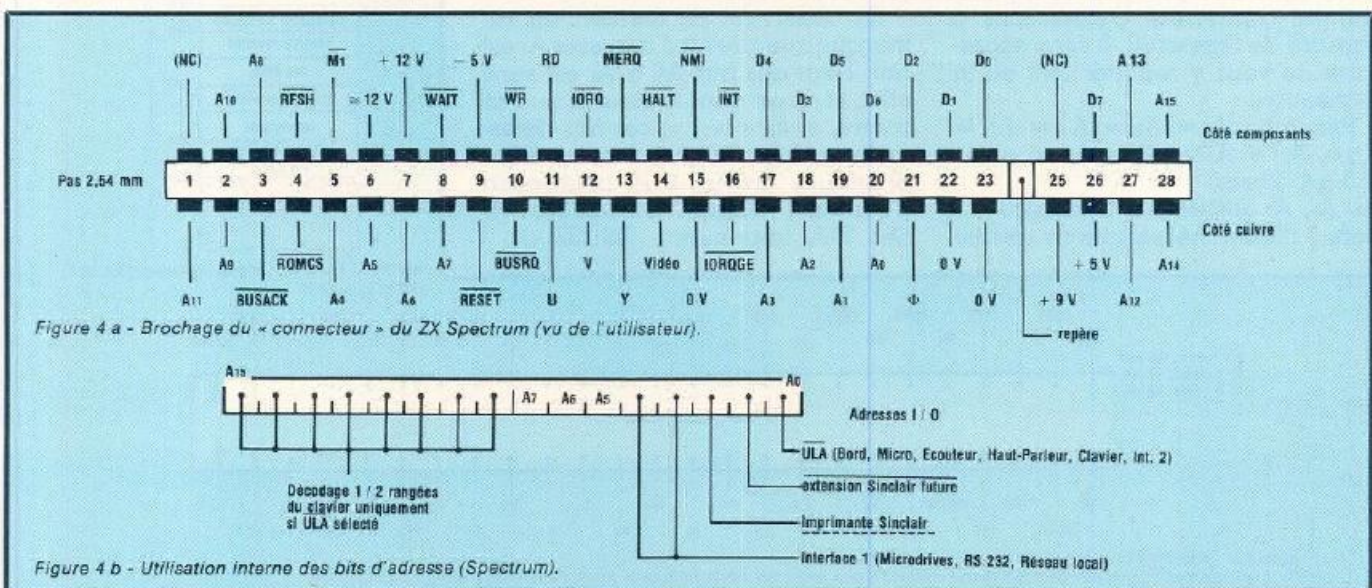 (NC) A8 M1 + 12 V − 5 V RD MERQ NMI D4 D5 D2 D0 (NC) A 13
A10 RFSH ≃ 12 V WAIT WR IORQ HALT INT D3 D6 D1 D7 A15
Côté composants
Pas 2,54 mm 1 2 3 4 5 6 7 8 9 10 11 12 13 14 15 16 17 18 19 20 21 22 23 25 26 27 28
Côté cuivre
A9 ROMCS A5 A7 BUSRQ V Vidéo IORQGE A2 A0 0 V + 5 V A14
A11 BUSACK A4 A6 RESET U Y 0 V A3 A1 Φ 0 V + 9 V A12
Figure 4 a - Brochage du « connecteur » du ZX Spectrum (vu de l'utilisateur).
repère
A15 A0
A7 A6 A5
Adresses I / O
ULA (Bord, Micro, Ecouteur, Haut-Parleur, Clavier, Int. 2)
extension Sinclair future
Décodage 1 / 2 rangées
du clavier uniquement
si ULA sélecté
Imprimante Sinclair
Interface 1 (Microdrives, RS 232, Réseau local)
Figure 4 b - Utilisation interne des bits d'adresse (Spectrum).